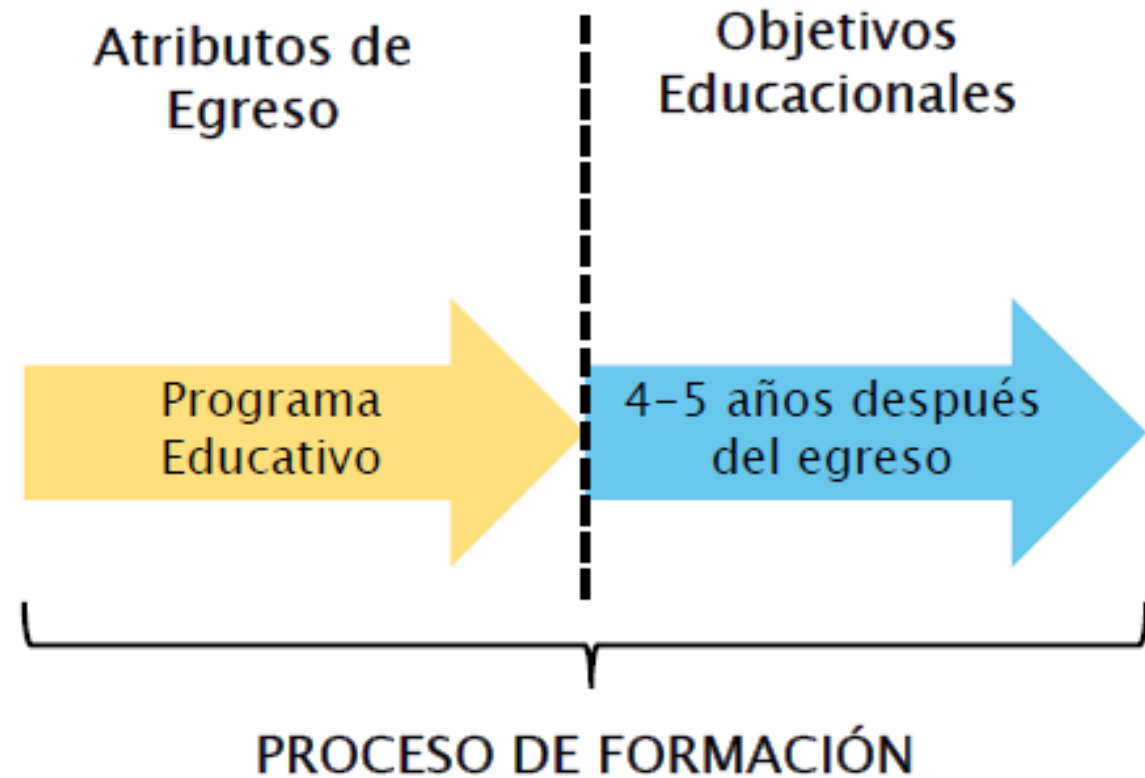 Atributos de
Egreso
Objetivos
Educacionales
Programa
Educativo
4-5 años después
del egreso
PROCESO DE FORMACIÓN